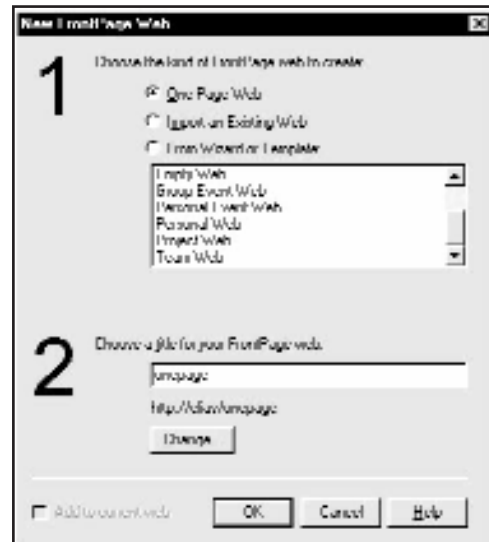 New FrontPage Web
1
Choose the kind of FrontPage web to create:
One Page Web
Import an Existing Web
From Wizard or Template:
Empty Web
Group Event Web
Personal Event Web
Personal Web
Project Web
Team Web
2
Choose a title for your FrontPage web:
onepage
Change
Add to current web
OK Cancel Help